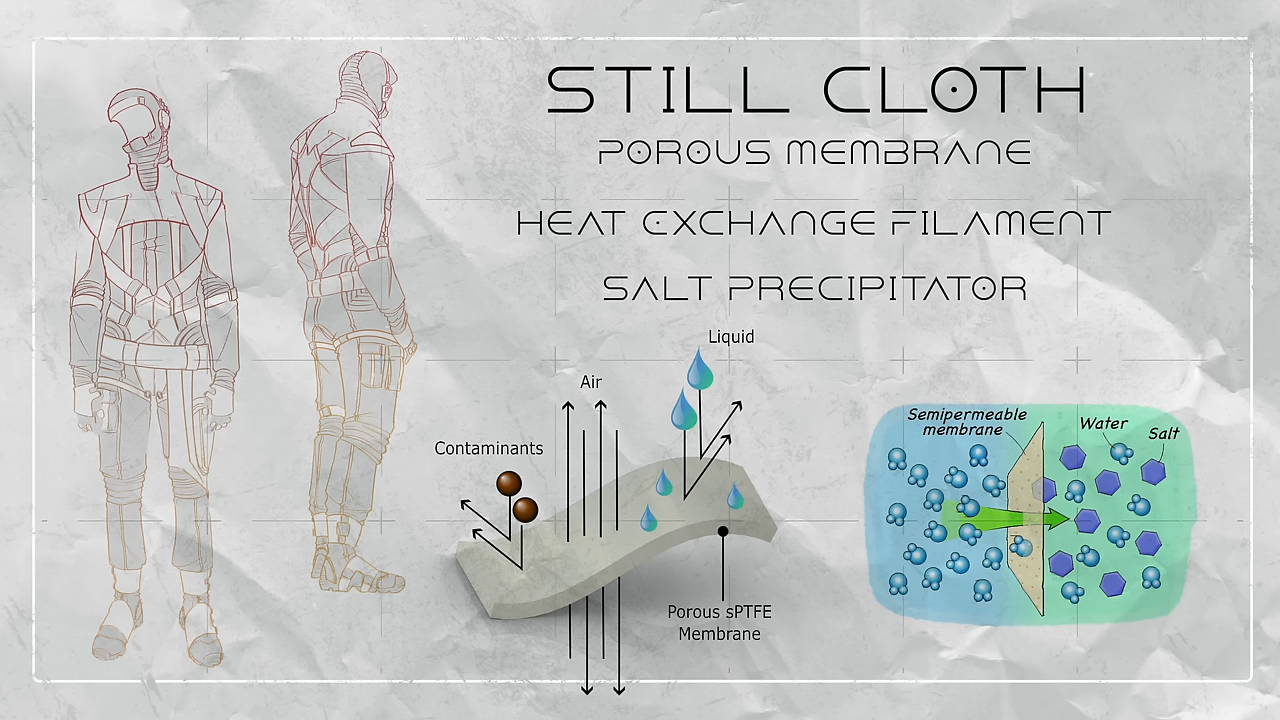 STILL CLOTH
POROUS MEMBRANE
HEAT EXCHANGE FILAMENT
SALT PRECIPITATOR
Liquid
Air
Contaminants
Porous sPTFE
Membrane
Semipermeable
membrane
Water
Salt